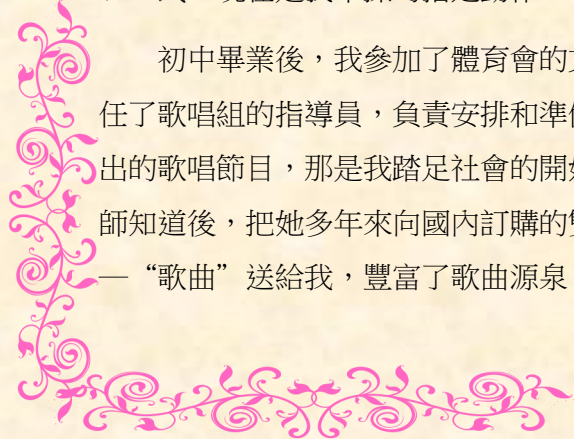 初中畢業後，我參加了體育會的
任了歌唱組的指導員，負責安排和準
出的歌唱節目，那是我踏足社會的開
師知道後，把她多年來向國內訂購的
—“歌曲”送給我，豐富了歌曲源泉